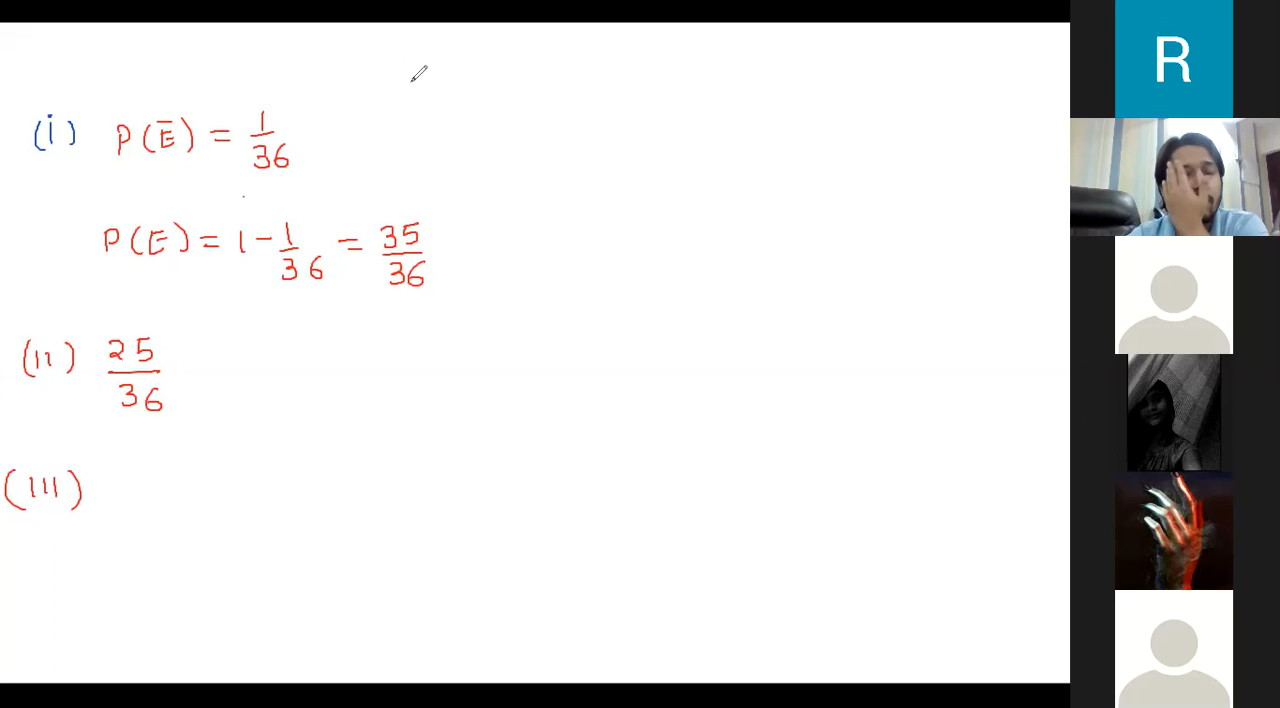 (i) P(Ē) = 1/36
P(E) = 1 - 1/36 = 35/36
(ii) 25/36
(iii)
R